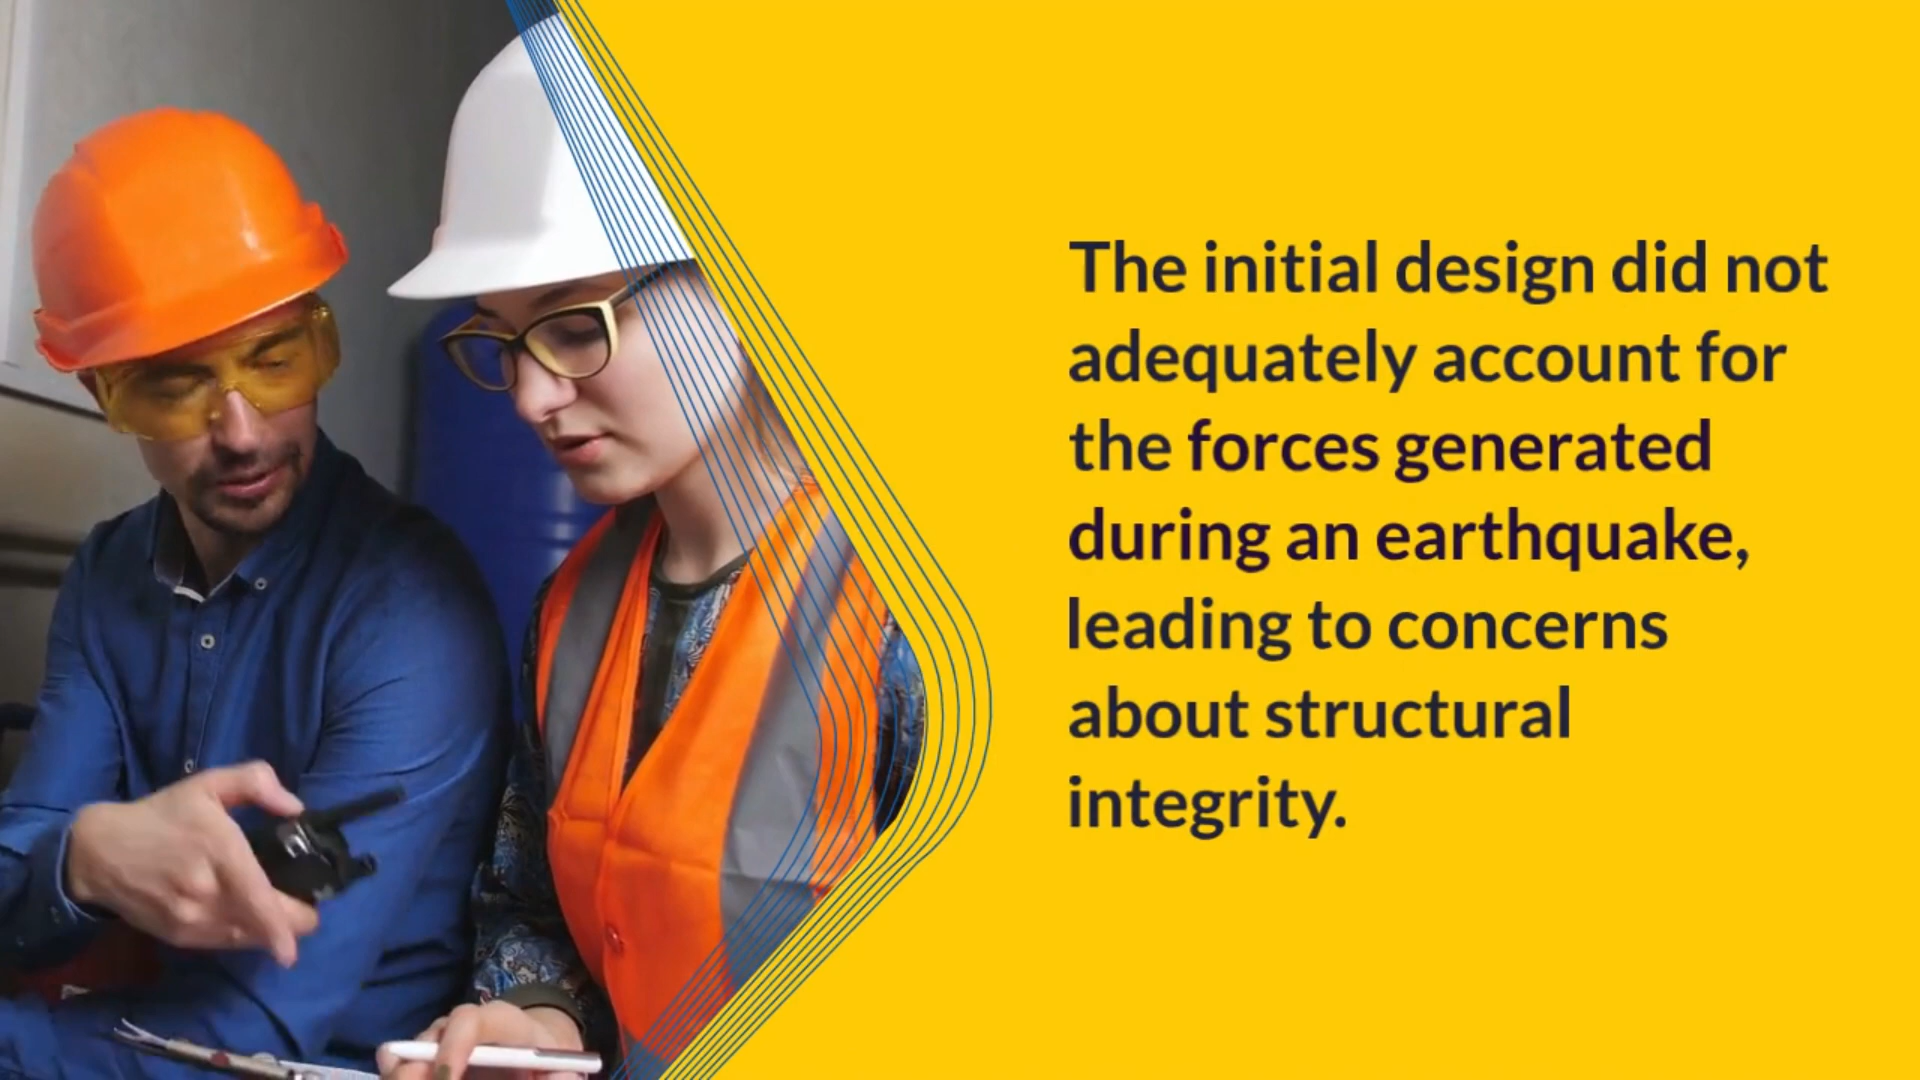 The initial design did not
adequately account for
the forces generated
during an earthquake,
leading to concerns
about structural
integrity.